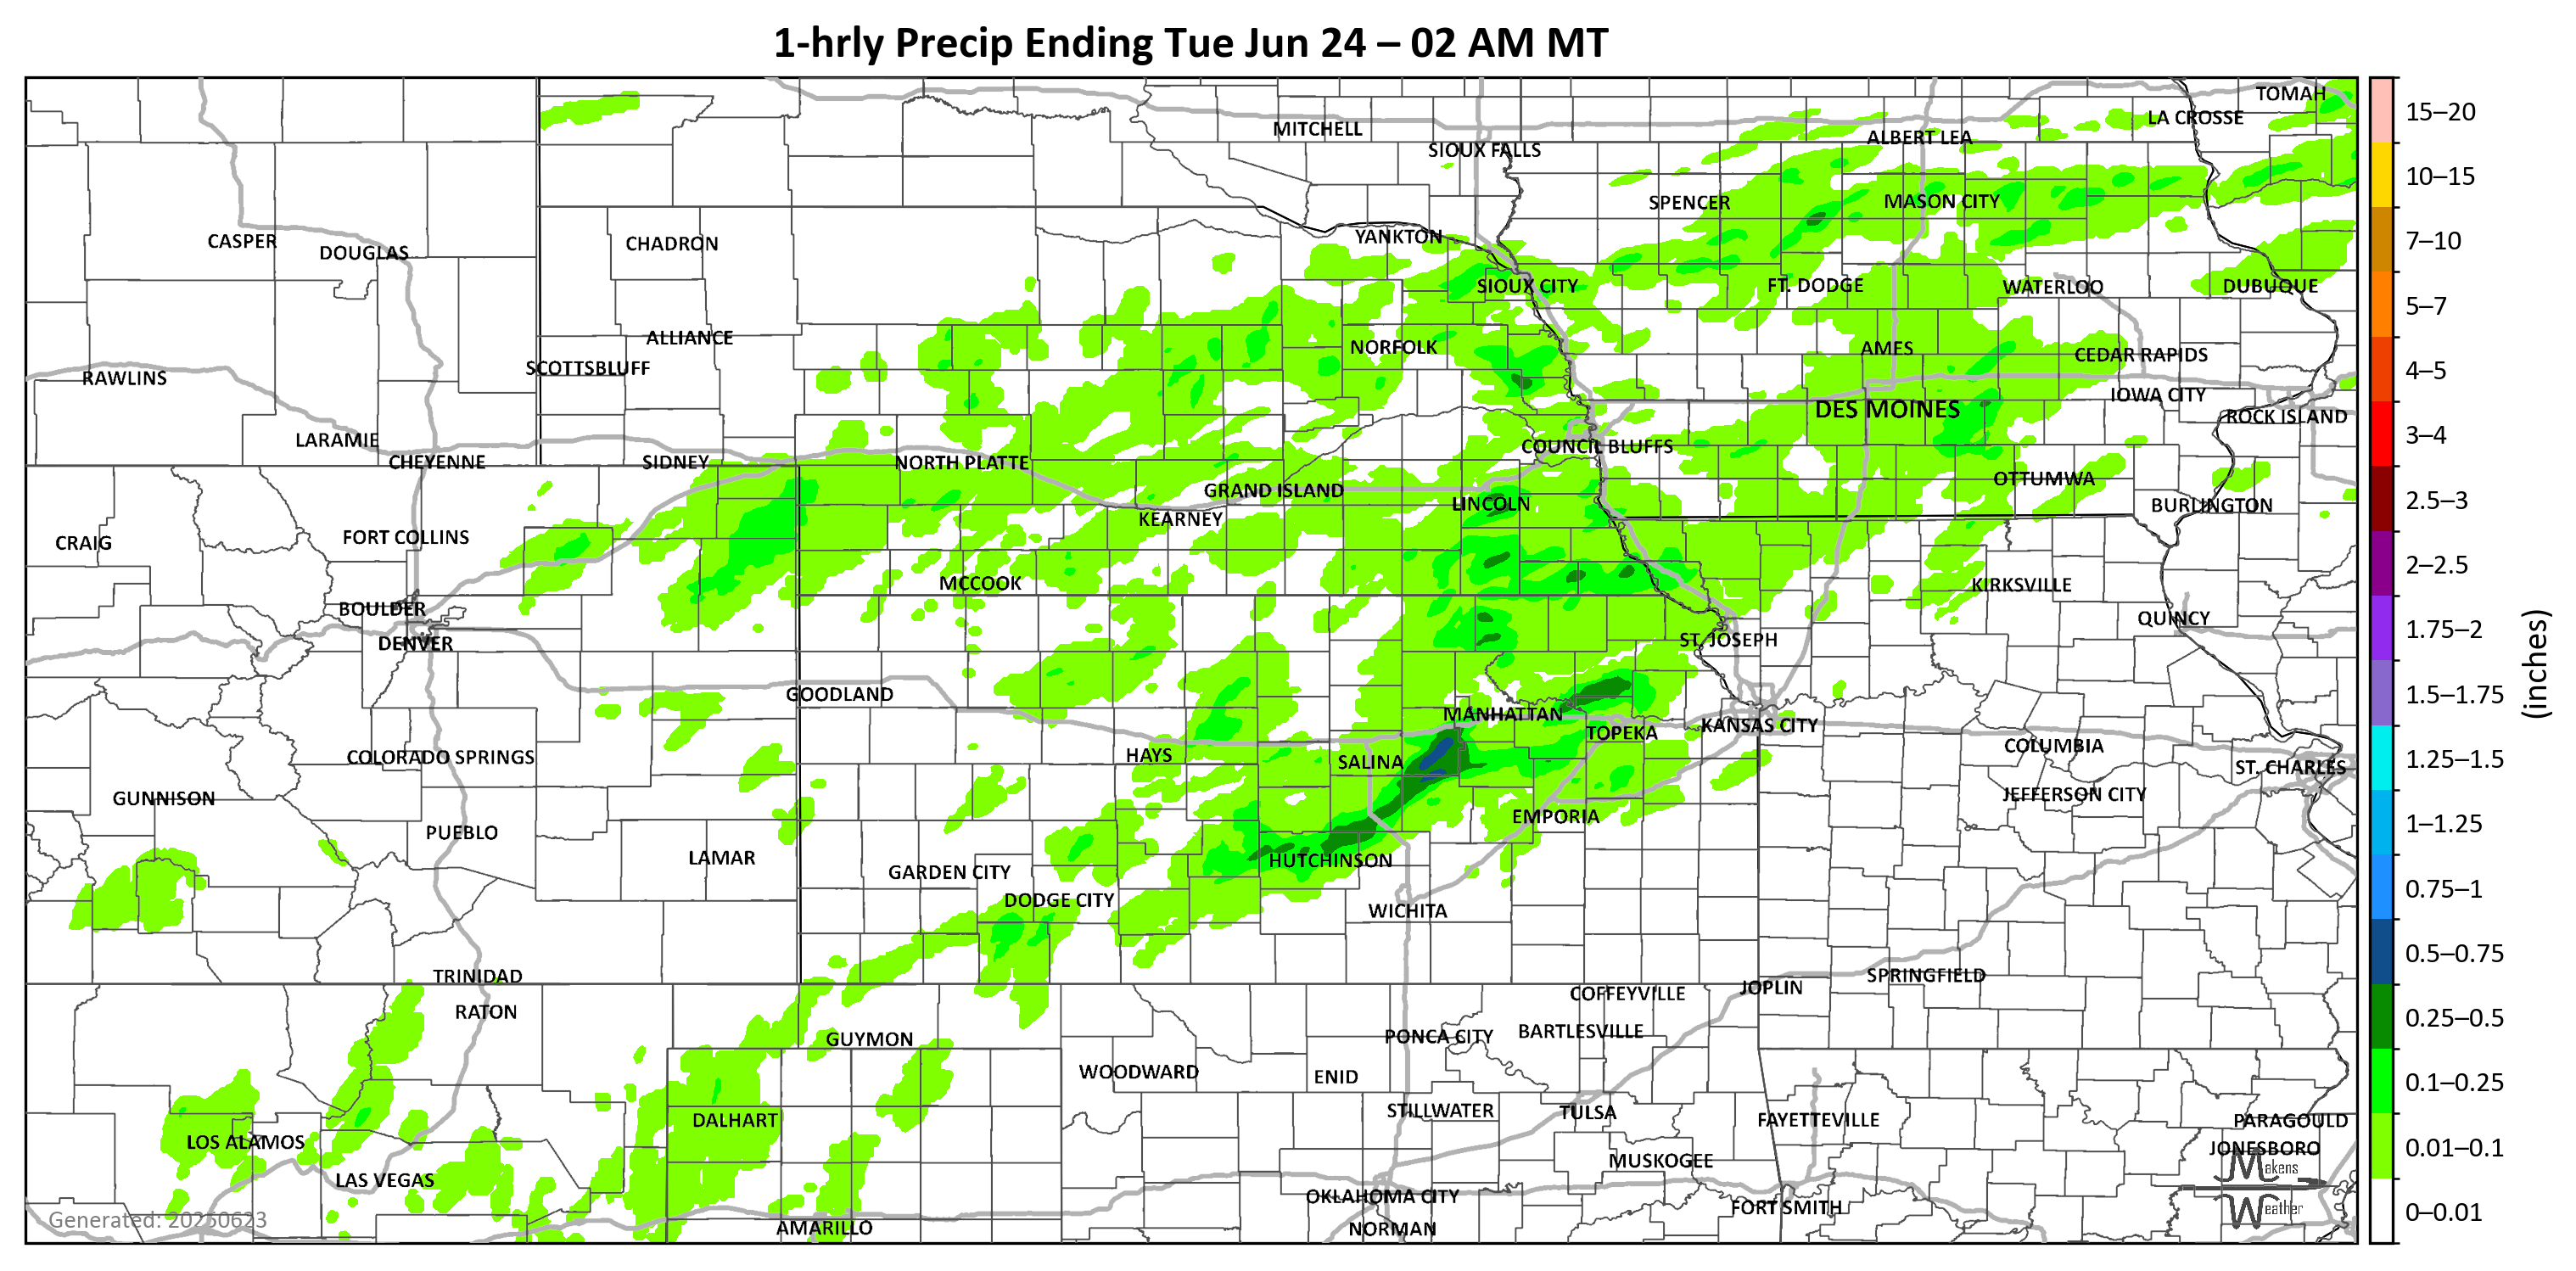 1-hrly Precip Ending Tue Jun 24 – 02 AM MT
TOMAH
LA CROSSE
MITCHELL
ALBERT LEA
SIOUX FALLS
SPENCER
MASON CITY
YANKTON
CASPER
DOUGLAS
CHADRON
SIOUX CITY
FT. DODGE
WATERLOO
DUBUQUE
ALLIANCE
NORFOLK
AMES
CEDAR RAPIDS
SCOTTSBLUFF
RAWLINS
IOWA CITY
DES MOINES
ROCK ISLAND
LARAMIE
COUNCIL BLUFFS
CHEYENNE
SIDNEY
NORTH PLATTE
OTTUMWA
GRAND ISLAND
LINCOLN
BURLINGTON
KEARNEY
FORT COLLINS
CRAIG
MCCOOK
KIRKSVILLE
BOULDER
QUINCY
DENVER
ST. JOSEPH
GOODLAND
MANHATTAN
KANSAS CITY
TOPEKA
COLUMBIA
HAYS
COLORADO SPRINGS
SALINA
ST. CHARLES
GUNNISON
JEFFERSON CITY
EMPORIA
PUEBLO
LAMAR
HUTCHINSON
GARDEN CITY
DODGE CITY
WICHITA
TRINIDAD
SPRINGFIELD
JOPLIN
COFFEYVILLE
RATON
BARTLESVILLE
PONCA CITY
GUYMON
WOODWARD
ENID
STILLWATER
TULSA
DALHART
FAYETTEVILLE
PARAGOULD
LOS ALAMOS
JONESBORO
MUSKOGEE
LAS VEGAS
OKLAHOMA CITY
FORT SMITH
AMARILLO
NORMAN
Generated: 20250623
Makens
Weather
15–20
10–15
7–10
5–7
4–5
3–4
2.5–3
2–2.5
1.75–2
1.5–1.75
1.25–1.5
1–1.25
0.75–1
0.5–0.75
0.25–0.5
0.1–0.25
0.01–0.1
0–0.01
(inches)